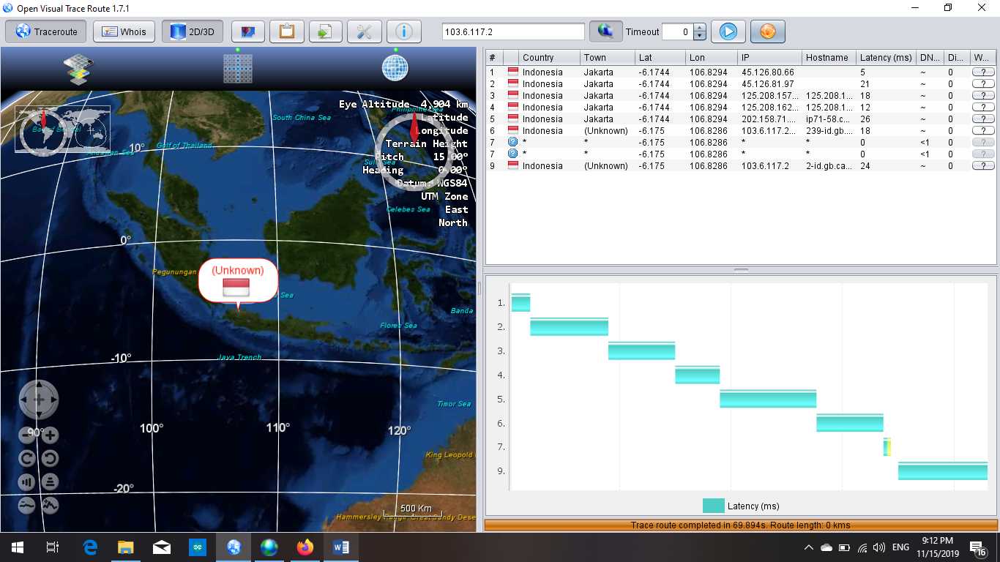 Open Visual Trace Route 1.7.1
Traceroute Whois 2D/3D 103.6.117.2 Timeout 0
# Country Town Lat Lon IP Hostname Latency (ms) DN... Di... W...
1 Indonesia Jakarta -6.1744 106.8294 45.126.80.66 5 ~ 0 ?
2 Indonesia Jakarta -6.1744 106.8294 45.126.81.97 21 ~ 0 ?
3 Indonesia Jakarta -6.1744 106.8294 125.208.157... 125.208.1... 18 ~ 0 ?
4 Indonesia Jakarta -6.1744 106.8294 125.208.162... 125.208.1... 12 ~ 0 ?
5 Indonesia Jakarta -6.1744 106.8294 202.158.71.... ip71-58.c... 26 ~ 0 ?
6 Indonesia (Unknown) -6.175 106.8286 103.6.117.2... 239-id.gb.... 18 ~ 0 ?
7 * * -6.175 106.8286 * * 0 <1 0 ?
7 * * -6.175 106.8286 * * 0 <1 0 ?
9 Indonesia (Unknown) -6.175 106.8286 103.6.117.2 2-id.gb.ca... 24 ~ 0 ?
Eye Altitude 4,904 km
Latitude
Longitude
Terrain Height
Pitch 15.00°
Heading 0.00°
Datum: WGS84
UTM Zone
East
North
Philippine Sea
South China Sea
Bay of Bengal
Andaman Sea
10°
Gulf of Thailand
Sulu Sea
Celebes Sea
0°
Pegunungan
(Unknown)
Sea
Banda
Flores Sea
-10°
Java Trench
Timor Sea
90°
100°
110°
120°
King Leopold
-20°
500 Km
Hammersley Range
Great Sandy Dese
1.
2.
3.
4.
5.
6.
7.
9.
Latency (ms)
Trace route completed in 69.894s. Route length: 0 kms
ENG
9:12 PM
11/15/2019
16